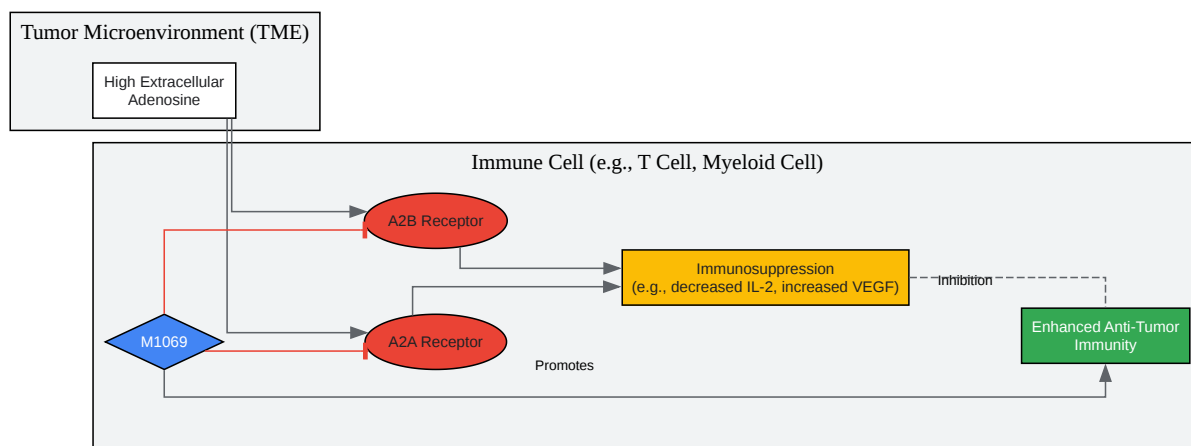 Tumor Microenvironment (TME)
High Extracellular
Adenosine
Immune Cell (e.g., T Cell, Myeloid Cell)
A2B Receptor
Immunosuppression
(e.g., decreased IL-2, increased VEGF)
Inhibition
M1069
A2A Receptor
Enhanced Anti-Tumor
Immunity
Promotes